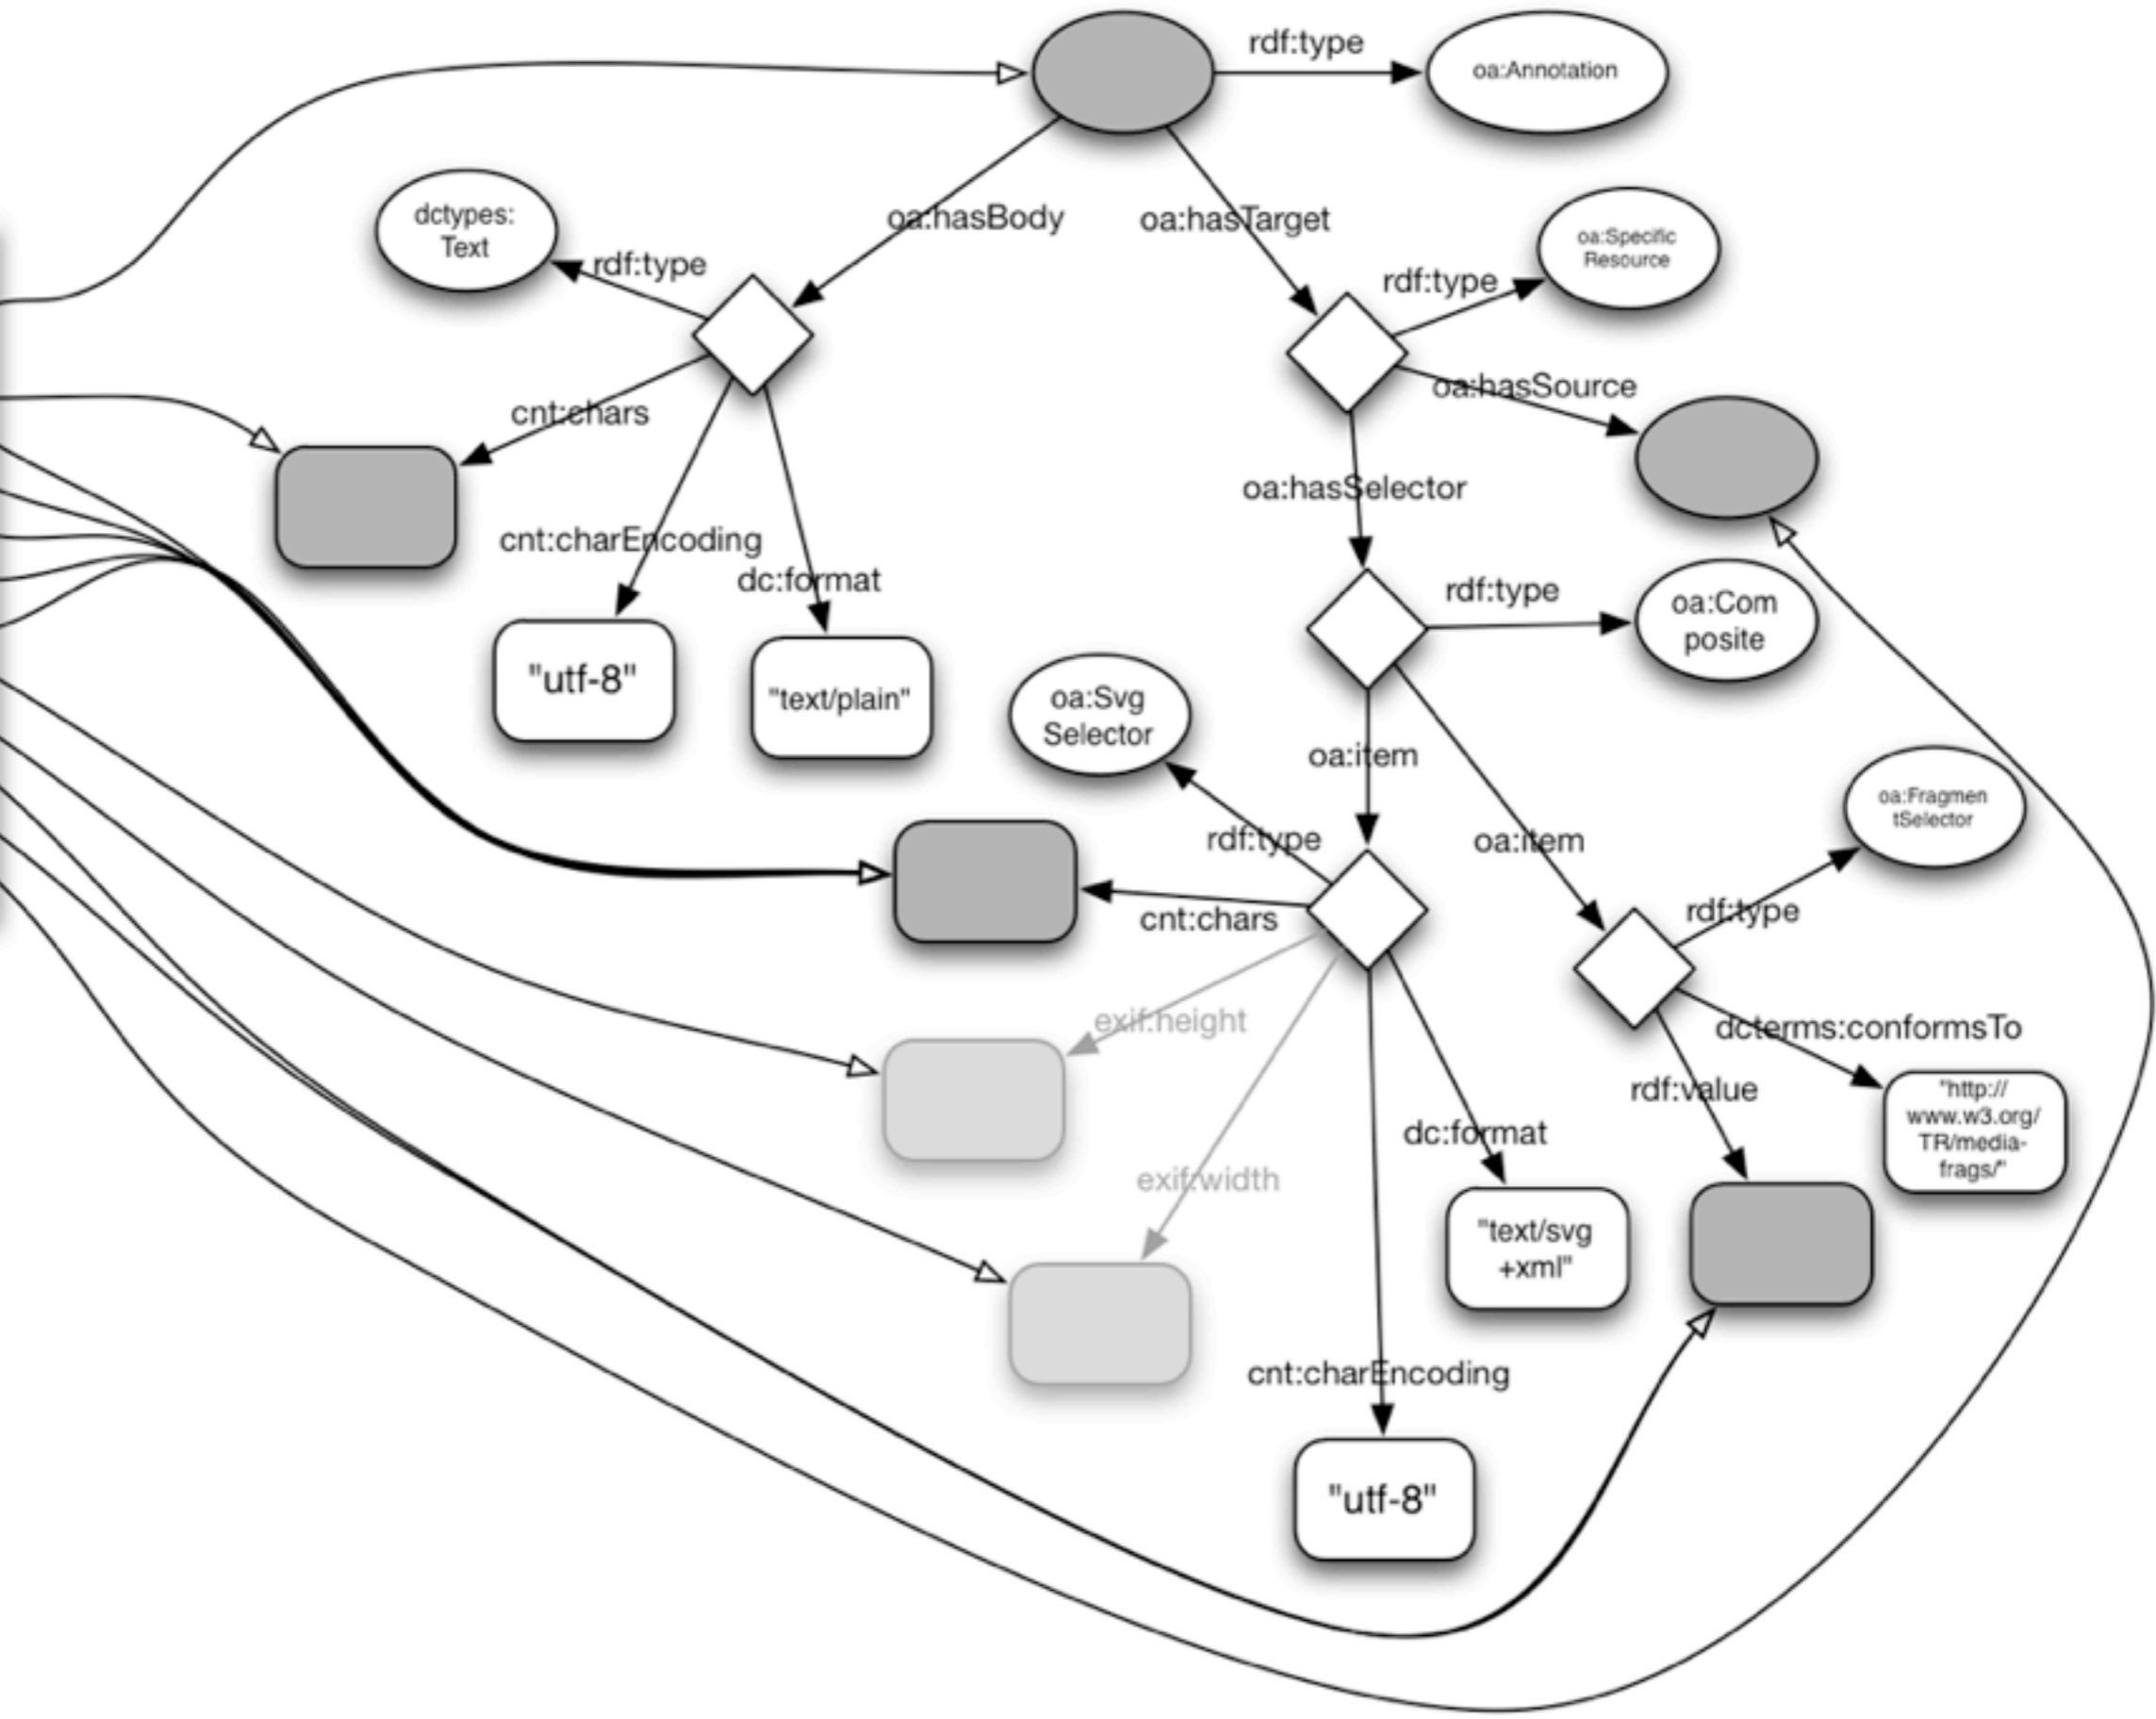 rdf:type
oa:Annotation
dctypes:
Text
oa:hasBody
oa:hasTarget
oa:Specific
Resource
rdf:type
rdf:type
oa:hasSource
cnt:chars
oa:hasSelector
cnt:charEncoding
dc:format
rdf:type
oa:Com
posite
"utf-8"
"text/plain"
oa:Svg
Selector
oa:item
oa:Fragmen
tSelector
rdf:type
oa:item
cnt:chars
rdf:type
exif:height
dcterms:conformsTo
rdf:value
"http://
www.w3.org/
TR/media-
frags/"
dc:format
exif:width
"text/svg
+xml"
cnt:charEncoding
"utf-8"